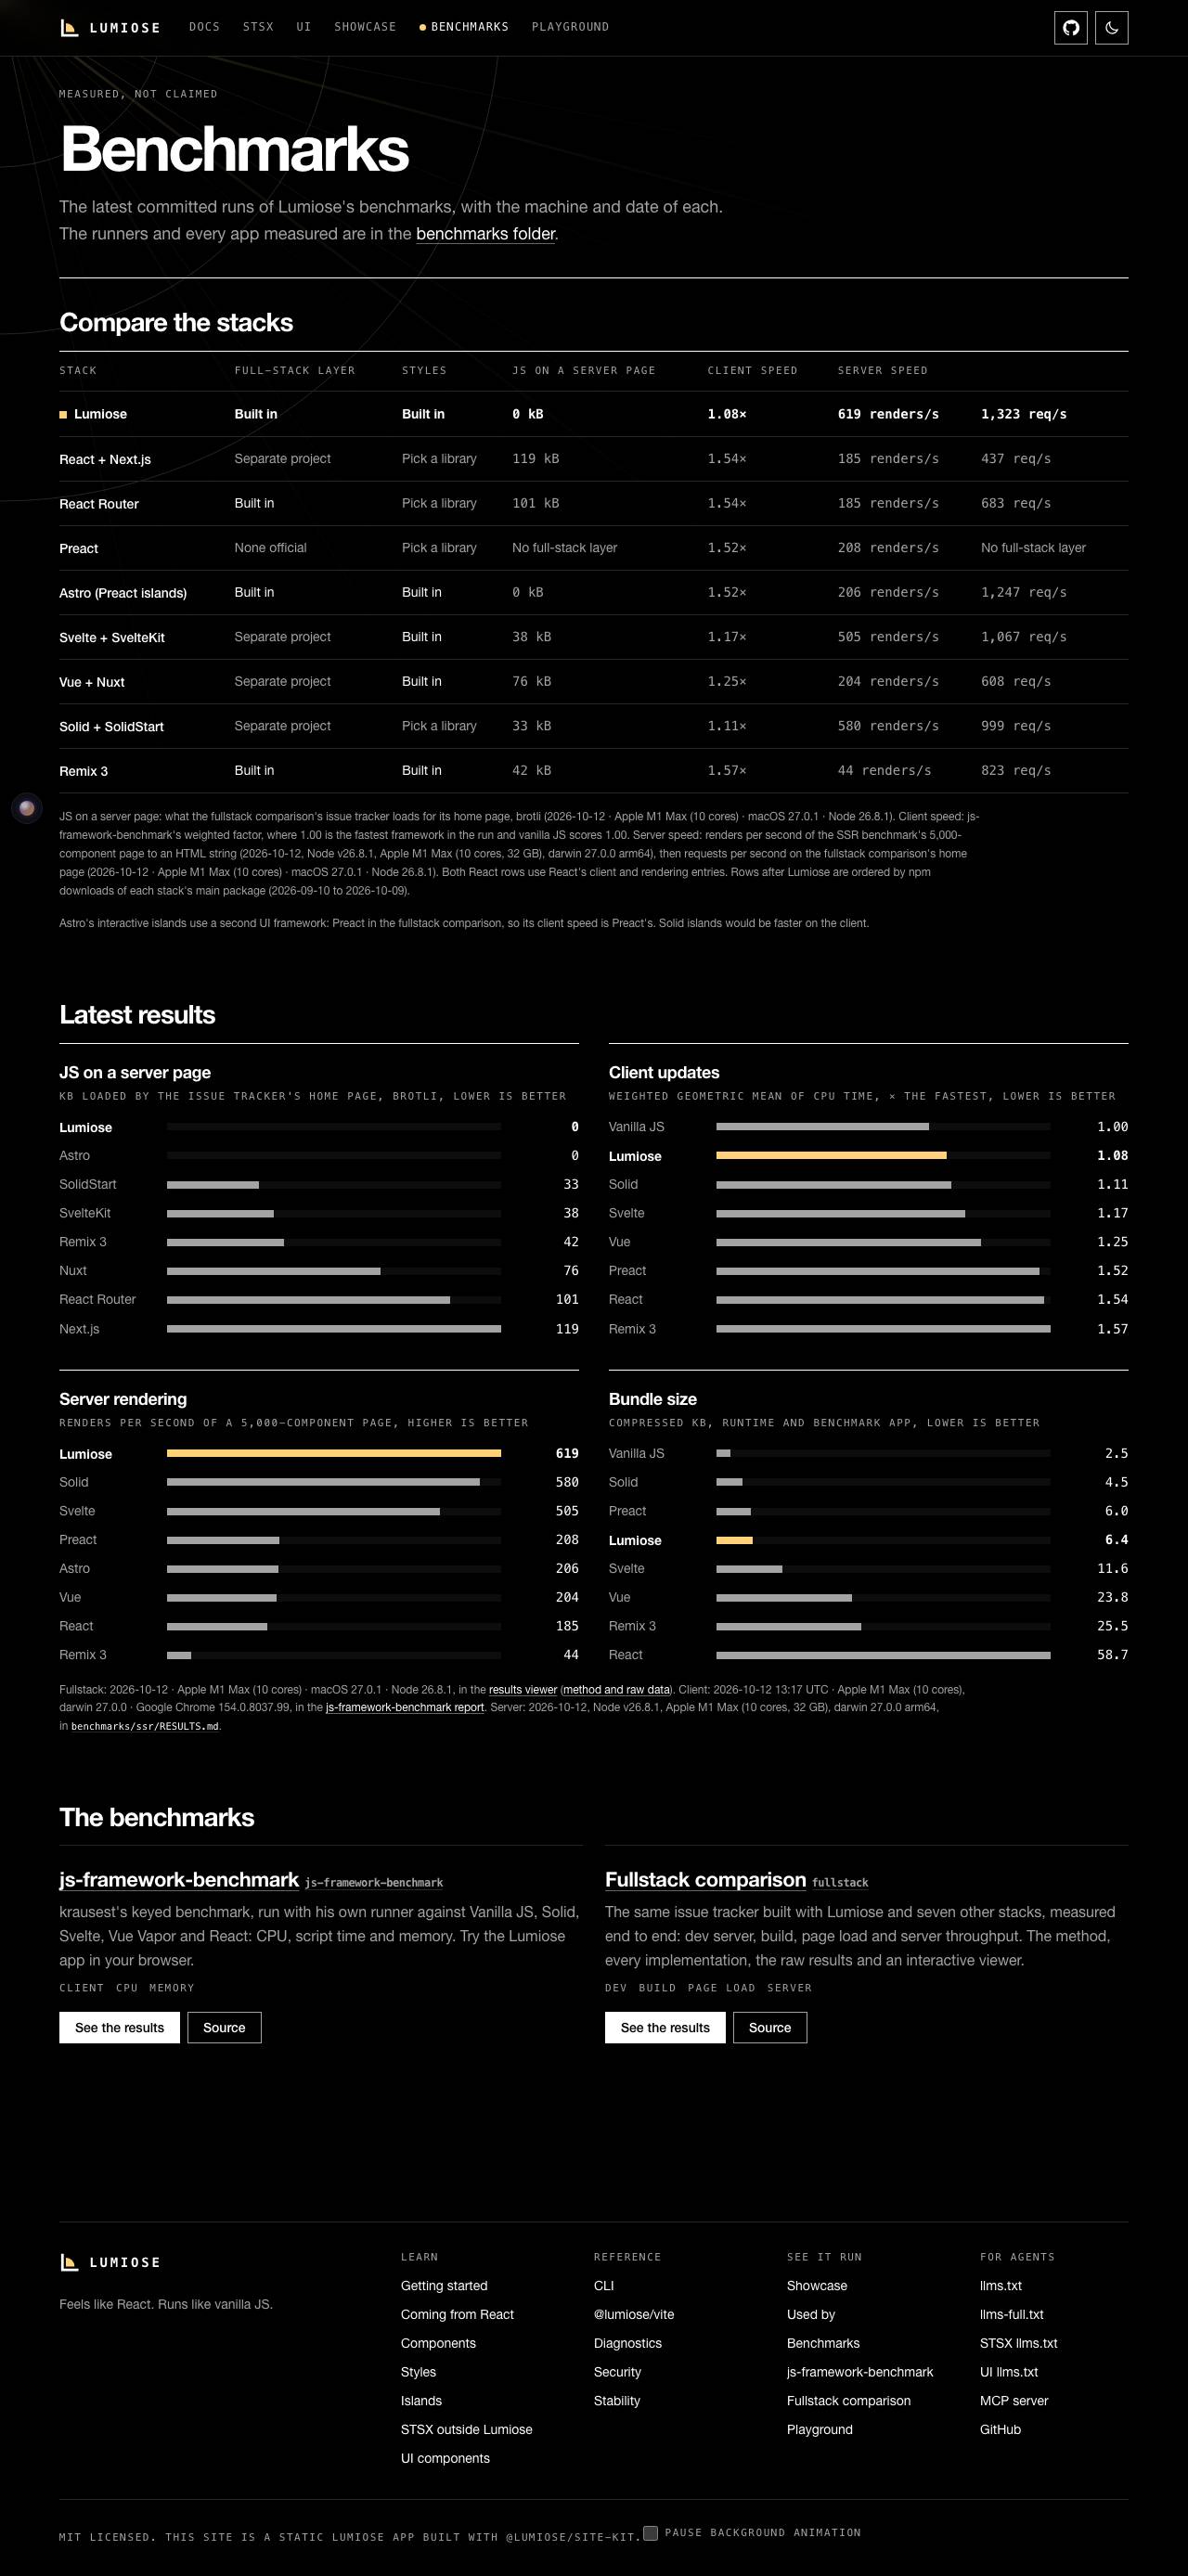 LUMIOSE DOCS STSX UI SHOWCASE BENCHMARKS PLAYGROUND
MEASURED, NOT CLAIMED
Benchmarks
The latest committed runs of Lumiose's benchmarks, with the machine and date of each.
The runners and every app measured are in the benchmarks folder.
Compare the stacks
STACK FULL-STACK LAYER STYLES JS ON A SERVER PAGE CLIENT SPEED SERVER SPEED
Lumiose Built in Built in 0 kB 1.08× 619 renders/s 1,323 req/s
React + Next.js Separate project Pick a library 119 kB 1.54× 185 renders/s 437 req/s
React Router Built in Pick a library 101 kB 1.54× 185 renders/s 683 req/s
Preact None official Pick a library No full-stack layer 1.52× 208 renders/s No full-stack layer
Astro (Preact islands) Built in Built in 0 kB 1.52× 206 renders/s 1,247 req/s
Svelte + SvelteKit Separate project Built in 38 kB 1.17× 505 renders/s 1,067 req/s
Vue + Nuxt Separate project Built in 76 kB 1.25× 204 renders/s 608 req/s
Solid + SolidStart Separate project Pick a library 33 kB 1.11× 580 renders/s 999 req/s
Remix 3 Built in Built in 42 kB 1.57× 44 renders/s 823 req/s
JS on a server page: what the fullstack comparison's issue tracker loads for its home page, brotli (2026-10-12 · Apple M1 Max (10 cores) · macOS 27.0.1 · Node 26.8.1). Client speed: js-
framework-benchmark's weighted factor, where 1.00 is the fastest framework in the run and vanilla JS scores 1.00. Server speed: renders per second of the SSR benchmark's 5,000-
component page to an HTML string (2026-10-12, Node v26.8.1, Apple M1 Max (10 cores, 32 GB), darwin 27.0.0 arm64), then requests per second on the fullstack comparison's home
page (2026-10-12 · Apple M1 Max (10 cores) · macOS 27.0.1 · Node 26.8.1). Both React rows use React's client and rendering entries. Rows after Lumiose are ordered by npm
downloads of each stack's main package (2026-09-10 to 2026-10-09).
Astro's interactive islands use a second UI framework: Preact in the fullstack comparison, so its client speed is Preact's. Solid islands would be faster on the client.
Latest results
JS on a server page
KB LOADED BY THE ISSUE TRACKER'S HOME PAGE, BROTLI, LOWER IS BETTER
Lumiose 0
Astro 0
SolidStart 33
SvelteKit 38
Remix 3 42
Nuxt 76
React Router 101
Next.js 119
Client updates
WEIGHTED GEOMETRIC MEAN OF CPU TIME, × THE FASTEST, LOWER IS BETTER
Vanilla JS 1.00
Lumiose 1.08
Solid 1.11
Svelte 1.17
Vue 1.25
Preact 1.52
React 1.54
Remix 3 1.57
Server rendering
RENDERS PER SECOND OF A 5,000-COMPONENT PAGE, HIGHER IS BETTER
Lumiose 619
Solid 580
Svelte 505
Preact 208
Astro 206
Vue 204
React 185
Remix 3 44
Bundle size
COMPRESSED KB, RUNTIME AND BENCHMARK APP, LOWER IS BETTER
Vanilla JS 2.5
Solid 4.5
Preact 6.0
Lumiose 6.4
Svelte 11.6
Vue 23.8
Remix 3 25.5
React 58.7
Fullstack: 2026-10-12 · Apple M1 Max (10 cores) · macOS 27.0.1 · Node 26.8.1, in the results viewer (method and raw data). Client: 2026-10-12 13:17 UTC · Apple M1 Max (10 cores),
darwin 27.0.0 · Google Chrome 154.0.8037.99, in the js-framework-benchmark report. Server: 2026-10-12, Node v26.8.1, Apple M1 Max (10 cores, 32 GB), darwin 27.0.0 arm64,
in benchmarks/ssr/RESULTS.md.
The benchmarks
js-framework-benchmark js-framework-benchmark
krausest's keyed benchmark, run with his own runner against Vanilla JS, Solid,
Svelte, Vue Vapor and React: CPU, script time and memory. Try the Lumiose
app in your browser.
CLIENT CPU MEMORY
See the results Source
Fullstack comparison fullstack
The same issue tracker built with Lumiose and seven other stacks, measured
end to end: dev server, build, page load and server throughput. The method,
every implementation, the raw results and an interactive viewer.
DEV BUILD PAGE LOAD SERVER
See the results Source
LUMIOSE
Feels like React. Runs like vanilla JS.
LEARN
Getting started
Coming from React
Components
Styles
Islands
STSX outside Lumiose
UI components
REFERENCE
CLI
@lumiose/vite
Diagnostics
Security
Stability
SEE IT RUN
Showcase
Used by
Benchmarks
js-framework-benchmark
Fullstack comparison
Playground
FOR AGENTS
llms.txt
llms-full.txt
STSX llms.txt
UI llms.txt
MCP server
GitHub
MIT LICENSED. THIS SITE IS A STATIC LUMIOSE APP BUILT WITH @LUMIOSE/SITE-KIT. PAUSE BACKGROUND ANIMATION